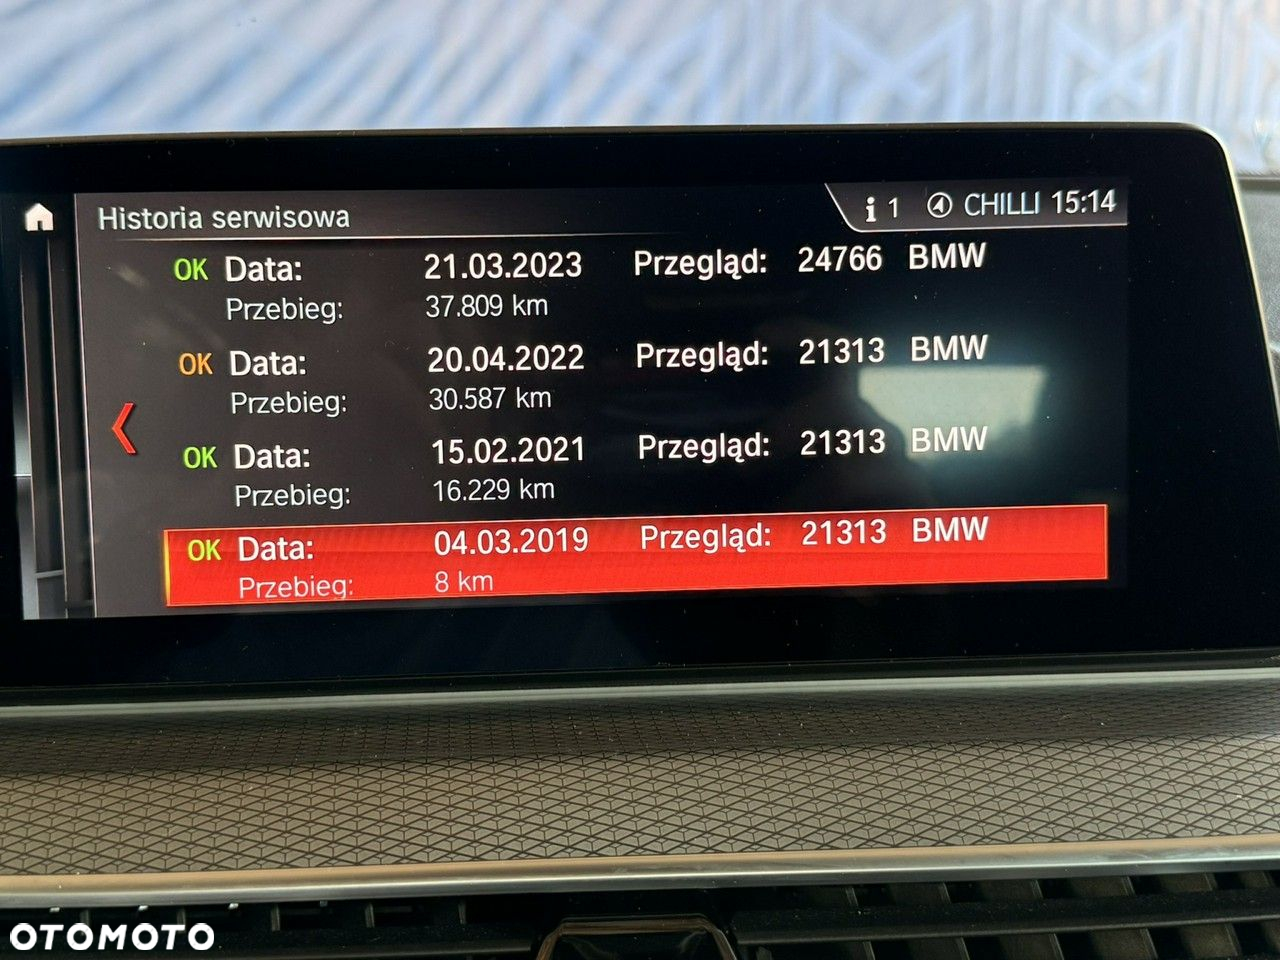 Historia serwisowa
i 1 CHILLI 15:14
OK Data: 21.03.2023 Przegląd: 24766 BMW
Przebieg: 37.809 km
OK Data: 20.04.2022 Przegląd: 21313 BMW
Przebieg: 30.587 km
OK Data: 15.02.2021 Przegląd: 21313 BMW
Przebieg: 16.229 km
OK Data: 04.03.2019 Przegląd: 21313 BMW
Przebieg: 8 km
OTOMOTO